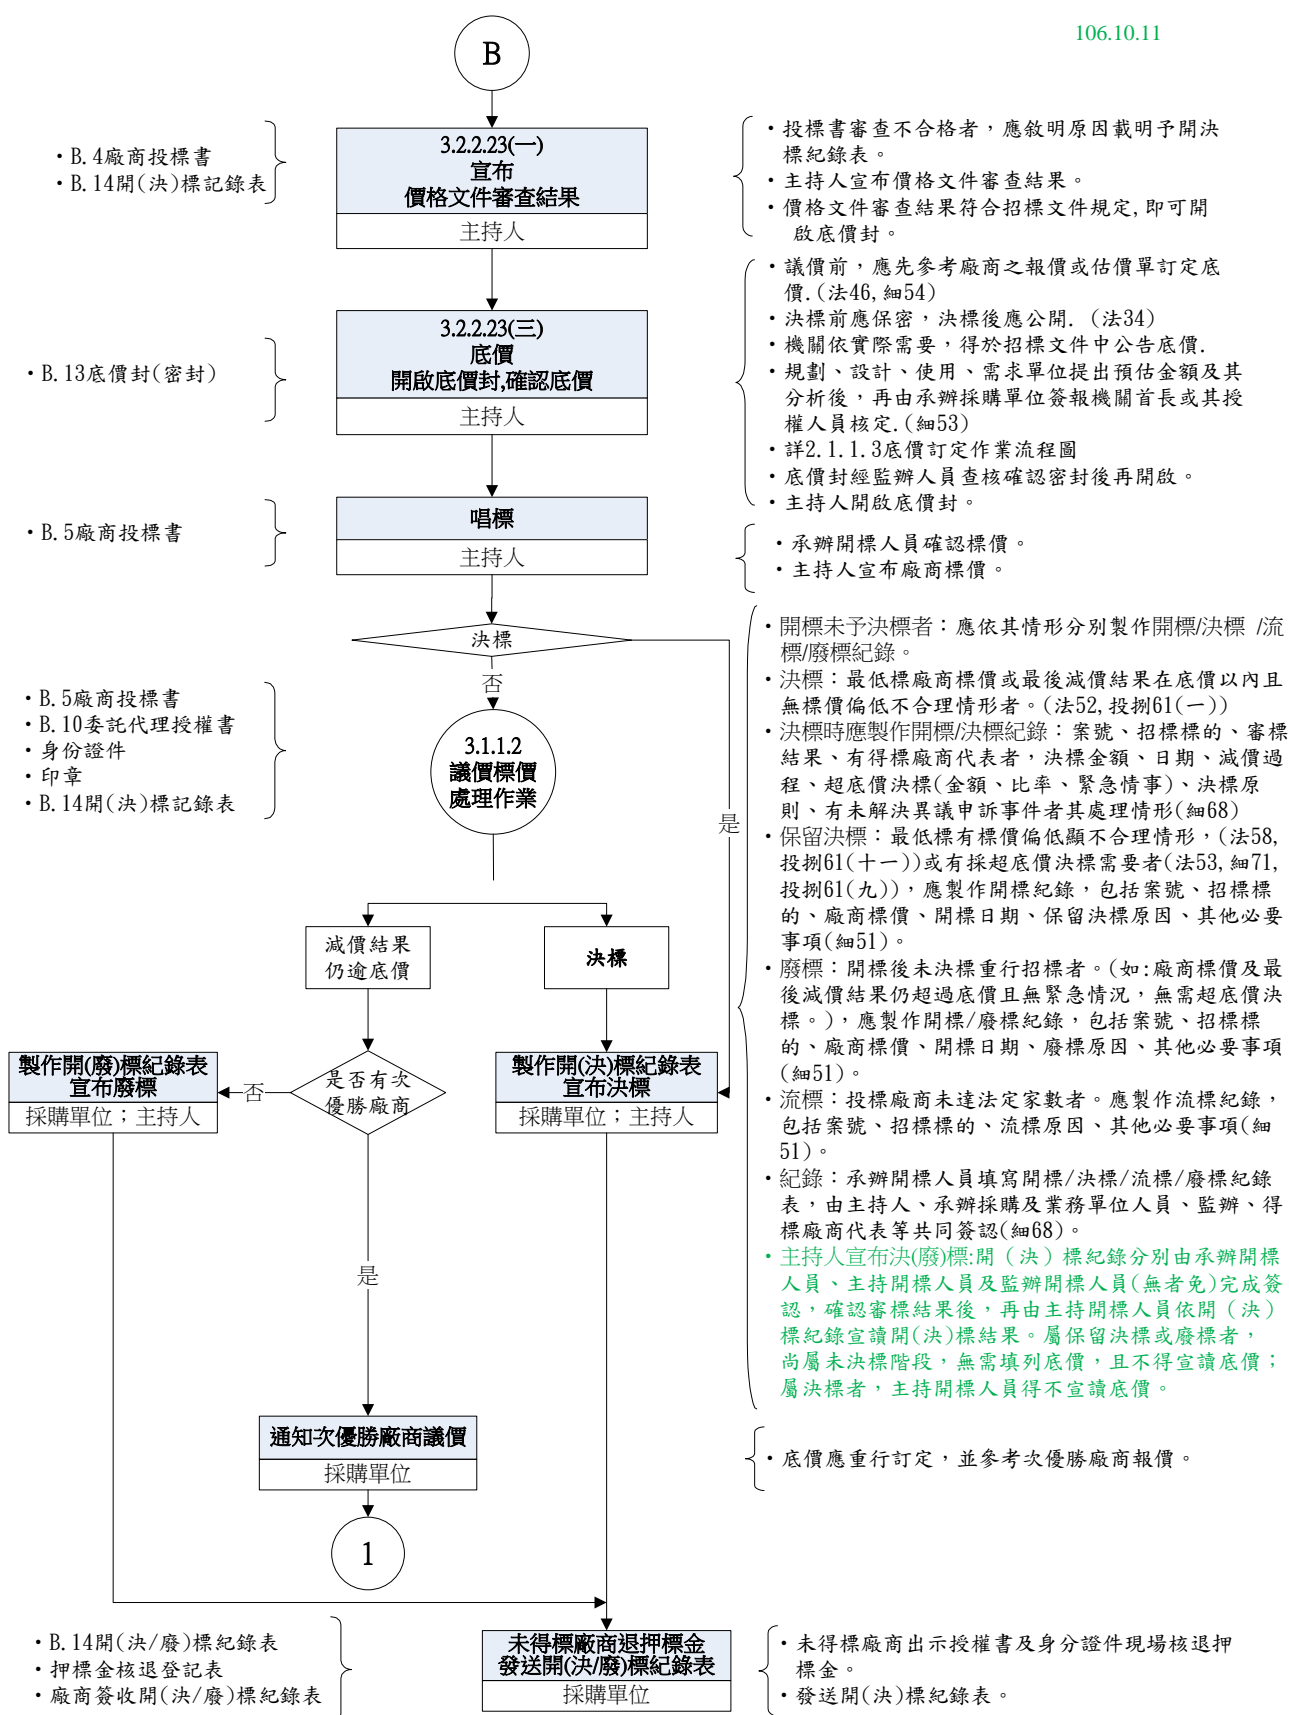 106.10.11
B
・B.4廠商投標書
・B.14開(決)標記錄表
3.2.2.23(一)
宣布
價格文件審查結果
主持人
・投標書審查不合格者，應敘明原因載明予開決
標紀錄表。
・主持人宣布價格文件審查結果。
・價格文件審查結果符合招標文件規定,即可開
啟底價封。
・B.13底價封(密封)
3.2.2.23(三)
底價
開啟底價封,確認底價
主持人
・議價前，應先參考廠商之報價或估價單訂定底
價.(法46,細54)
・決標前應保密，決標後應公開. (法34)
・機關依實際需要，得於招標文件中公告底價.
・規劃、設計、使用、需求單位提出預估金額及其
分析後，再由承辦採購單位簽報機關首長或其授
權人員核定.(細53)
・詳2.1.1.3底價訂定作業流程圖
・底價封經監辦人員查核確認密封後再開啟。
・主持人開啟底價封。
・B.5廠商投標書
唱標
主持人
・承辦開標人員確認標價。
・主持人宣布廠商標價。
決標
否
是
・B.5廠商投標書
・B.10委託代理授權書
・身份證件
・印章
・B.14開(決)標記錄表
3.1.1.2
議價標價
處理作業
減價結果
仍逾底價
決標
製作開(廢)標紀錄表
宣布廢標
採購單位；主持人
否
是否有次
優勝廠商
製作開(決)標紀錄表
宣布決標
採購單位；主持人
是
通知次優勝廠商議價
採購單位
1
・開標未予決標者：應依其情形分別製作開標/決標 /流
標/廢標紀錄。
・決標：最低標廠商標價或最後減價結果在底價以內且
無標價偏低不合理情形者。(法52,投捌61(一))
・決標時應製作開標/決標紀錄：案號、招標標的、審標
結果、有得標廠商代表者，決標金額、日期、減價過
程、超底價決標(金額、比率、緊急情事)、決標原
則、有未解決異議申訴事件者其處理情形(細68)
・保留決標：最低標有標價偏低顯不合理情形，(法58,
投捌61(十一))或有採超底價決標需要者(法53,細71,
投捌61(九))，應製作開標紀錄，包括案號、招標標
的、廠商標價、開標日期、保留決標原因、其他必要
事項(細51)。
・廢標：開標後未決標重行招標者。(如:廠商標價及最
後減價結果仍超過底價且無緊急情況，無需超底價決
標。)，應製作開標/廢標紀錄，包括案號、招標標
的、廠商標價、開標日期、廢標原因、其他必要事項
(細51)。
・流標：投標廠商未達法定家數者。應製作流標紀錄，
包括案號、招標標的、流標原因、其他必要事項(細
51)。
・紀錄：承辦開標人員填寫開標/決標/流標/廢標紀錄
表，由主持人、承辦採購及業務單位人員、監辦、得
標廠商代表等共同簽認(細68)。
・主持人宣布決(廢)標:開（決）標紀錄分別由承辦開標
人員、主持開標人員及監辦開標人員(無者免)完成簽
認，確認審標結果後，再由主持開標人員依開（決）
標紀錄宣讀開(決)標結果。屬保留決標或廢標者，
尚屬未決標階段，無需填列底價，且不得宣讀底價；
屬決標者，主持開標人員得不宣讀底價。
・底價應重行訂定，並參考次優勝廠商報價。
・B.14開(決/廢)標紀錄表
・押標金核退登記表
・廠商簽收開(決/廢)標紀錄表
未得標廠商退押標金
發送開(決/廢)標紀錄表
採購單位
・未得標廠商出示授權書及身分證件現場核退押
標金。
・發送開(決)標紀錄表。